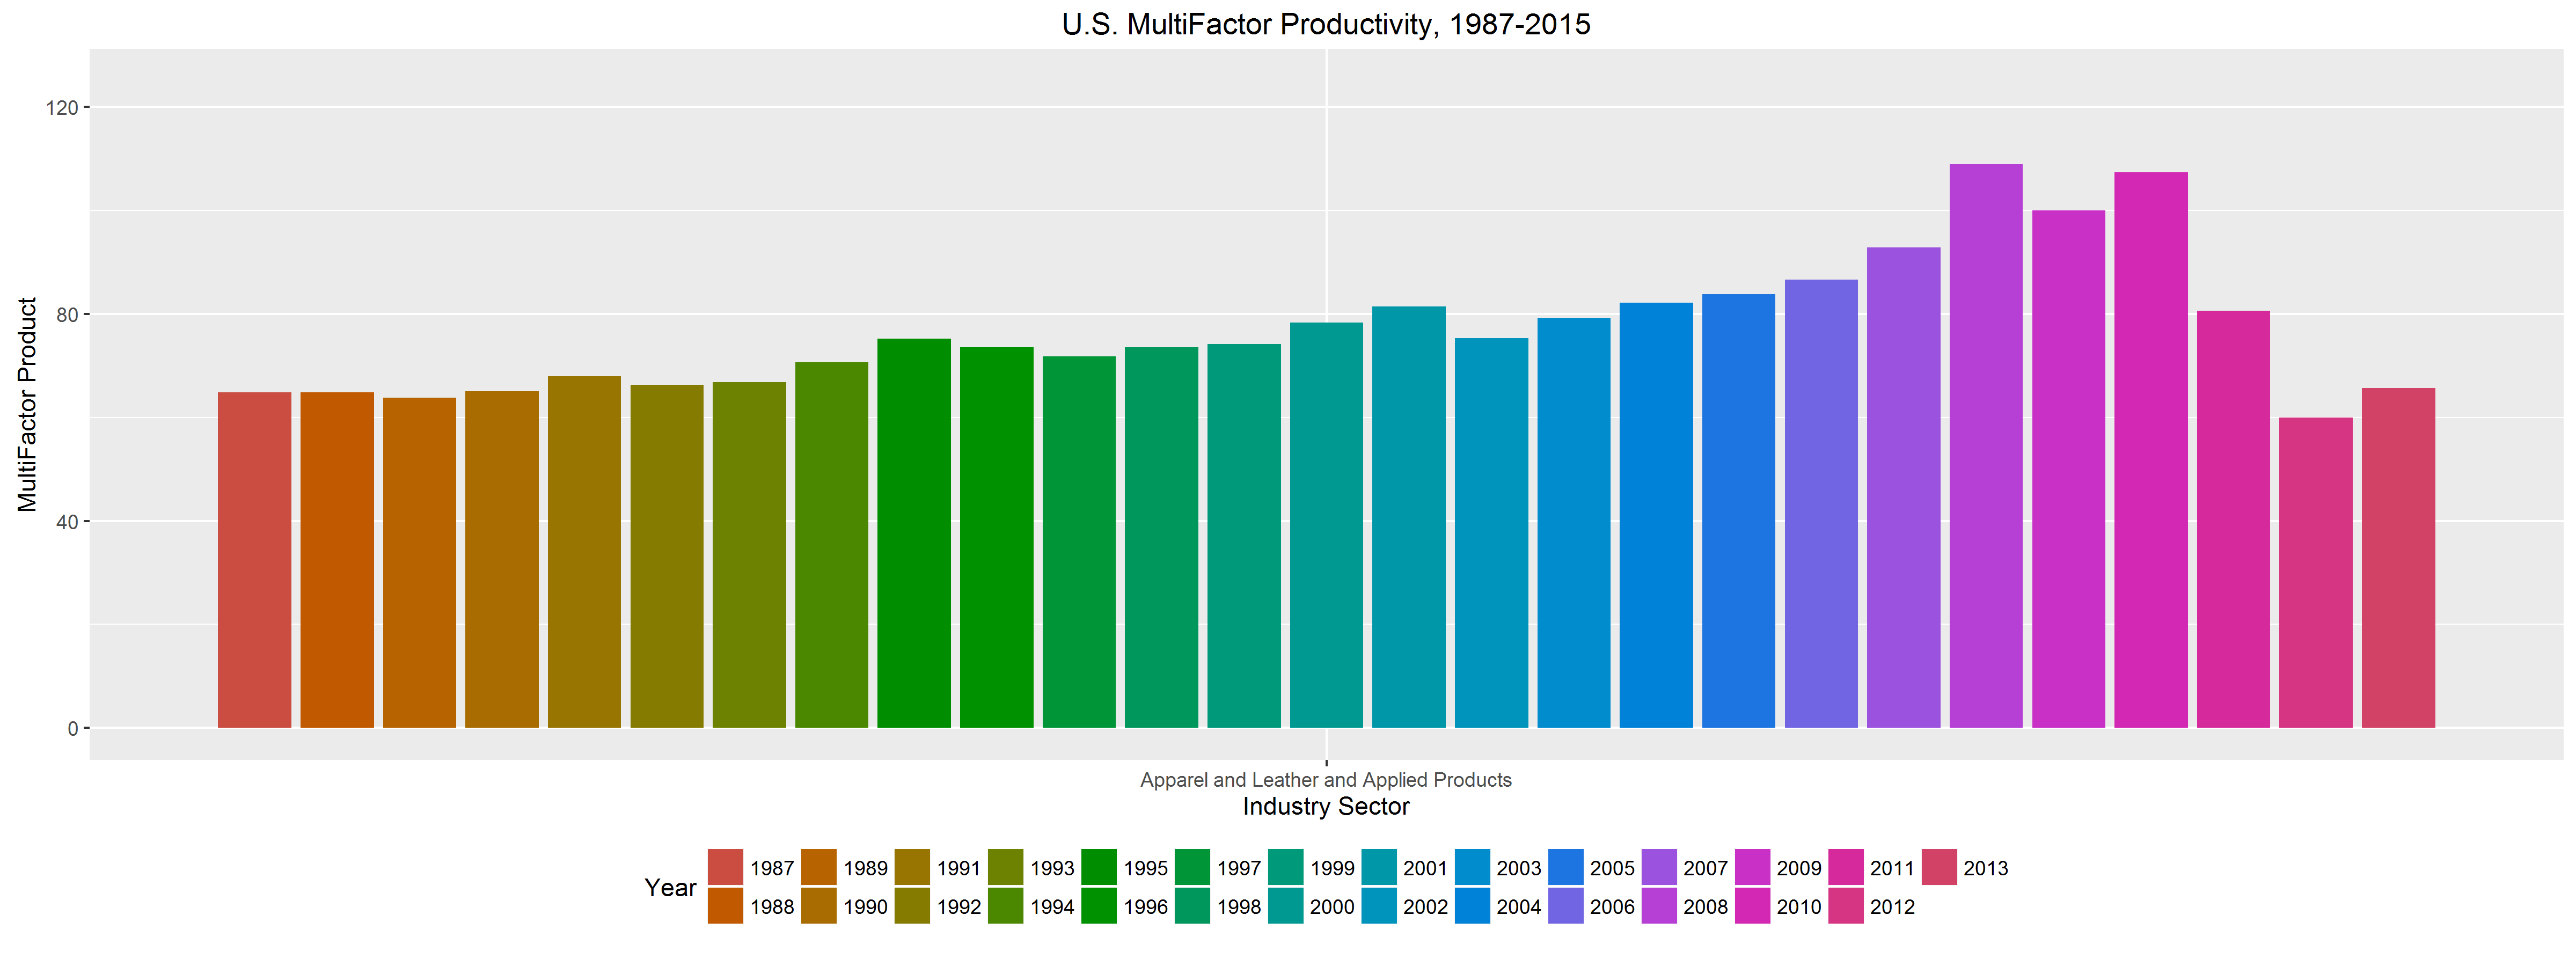 U.S. MultiFactor Productivity, 1987-2015
120
80
40
0
MultiFactor Product
Apparel and Leather and Applied Products
Industry Sector
Year
1987 1989 1991 1993 1995 1997 1999 2001 2003 2005 2007 2009 2011 2013
1988 1990 1992 1994 1996 1998 2000 2002 2004 2006 2008 2010 2012